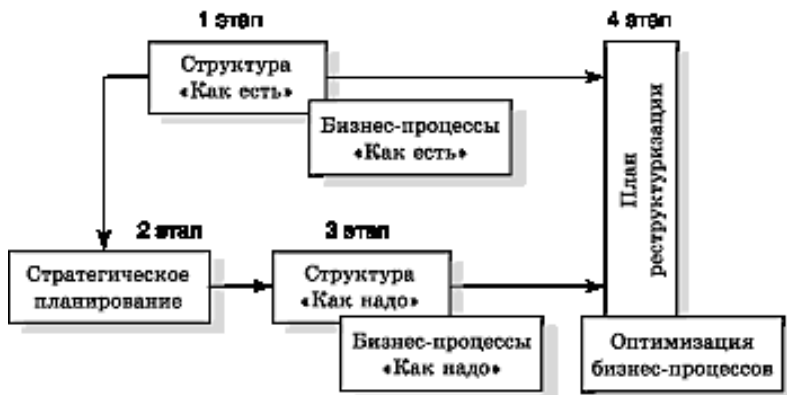 1 этап
4 этап
Структура
«Как есть»
Бизнес-процессы
«Как есть»
План
реструктуризации
2 этап
3 этап
Стратегическое
планирование
Структура
«Как надо»
Бизнес-процессы
«Как надо»
Оптимизация
бизнес-процессов